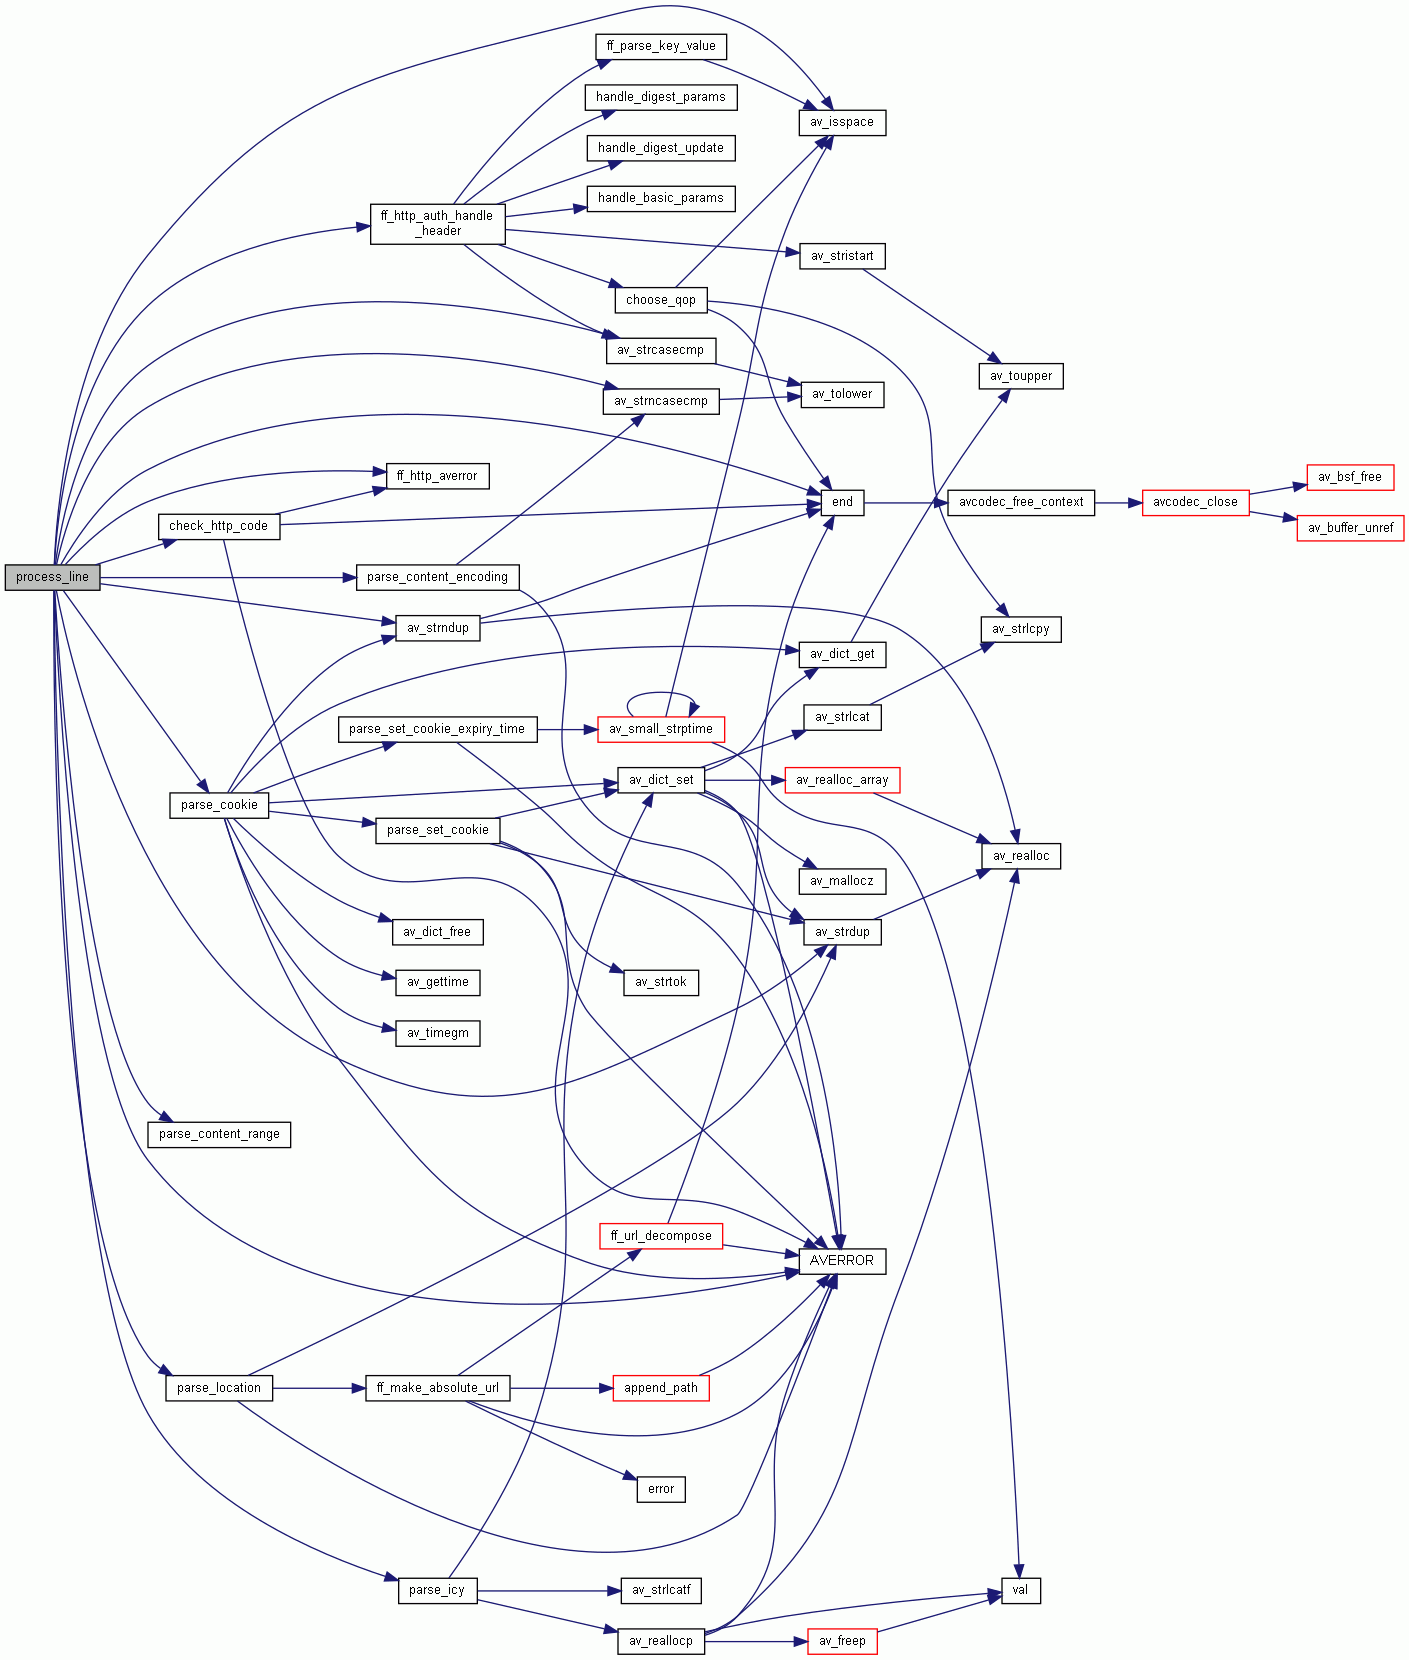 ff_parse_key_value
handle_digest_params
av_isspace
handle_digest_update
handle_basic_params
ff_http_auth_handle
_header
av_stristart
choose_qop
av_strcasecmp
av_toupper
av_tolower
av_strncasecmp
ff_http_averror
av_bsf_free
end
avcodec_free_context
avcodec_close
check_http_code
av_buffer_unref
process_line
parse_content_encoding
av_strndup
av_strlcpy
av_dict_get
av_strlcat
parse_set_cookie_expiry_time
av_small_strptime
av_dict_set
av_realloc_array
parse_cookie
parse_set_cookie
av_realloc
av_mallocz
av_dict_free
av_strdup
av_gettime
av_strtok
av_timegm
parse_content_range
ff_url_decompose
AVERROR
parse_location
ff_make_absolute_url
append_path
error
parse_icy
av_strlcatf
val
av_reallocp
av_freep